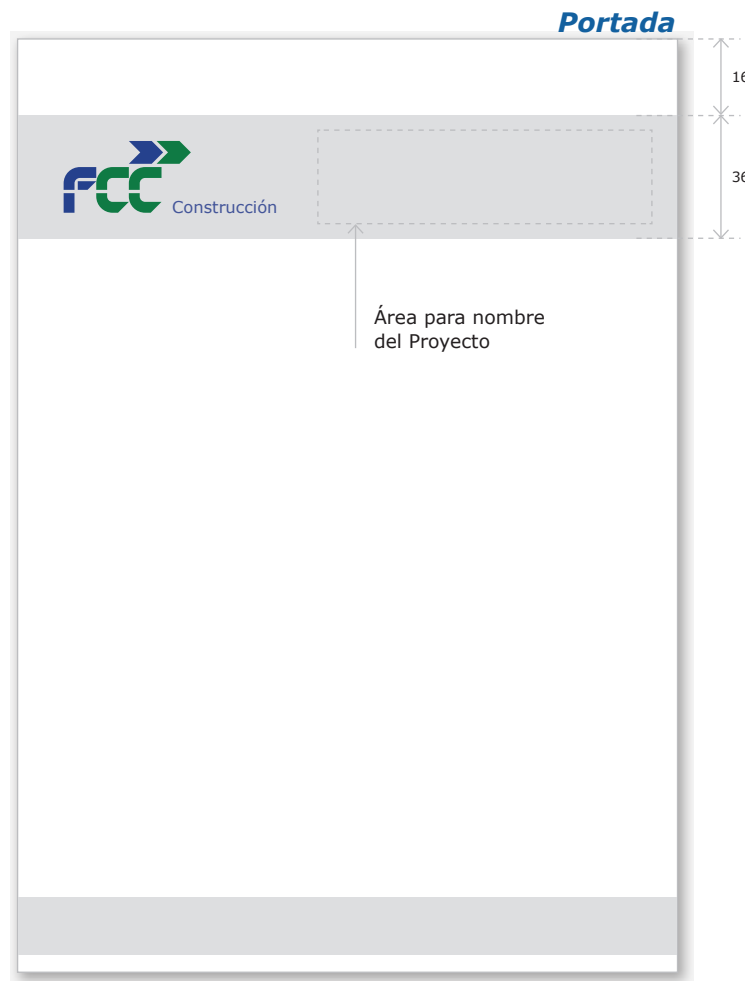 Portada
16
FCC Construcción
36
Área para nombre
del Proyecto